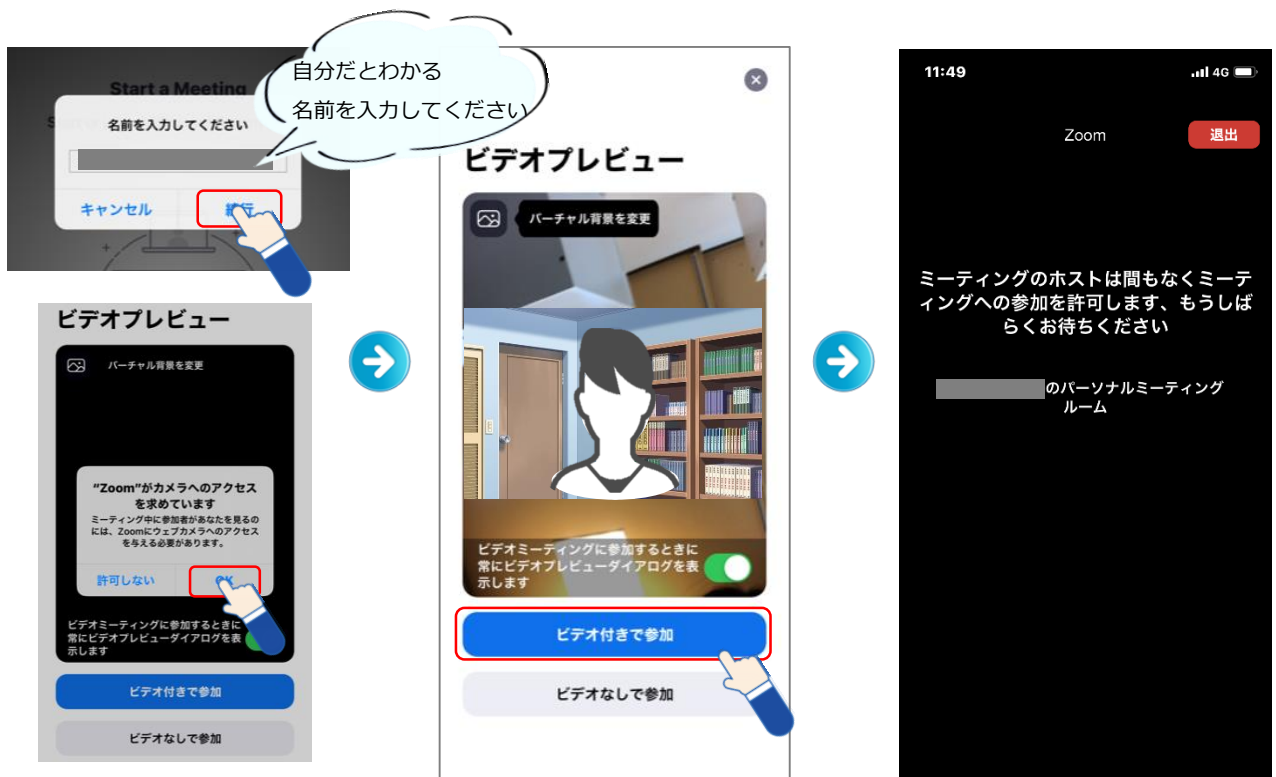 自分だとわかる
名前を入力してください
Start a Meeting
名前を入力してください
キャンセル
続行
ビデオプレビュー
バーチャル背景を変更
“Zoom”がカメラへのアクセス
を求めています
ミーティング中に参加者があなたを見るの
には、Zoomにウェブカメラへのアクセス
を与える必要があります。
許可しない
OK
ビデオミーティングに参加するときに
常にビデオプレビューダイアログを表
示します
ビデオ付きで参加
ビデオなしで参加
ビデオプレビュー
バーチャル背景を変更
ビデオミーティングに参加するときに
常にビデオプレビューダイアログを表
示します
ビデオ付きで参加
ビデオなしで参加
11:49
4G
Zoom
退出
ミーティングのホストは間もなくミーテ
ィングへの参加を許可します、もうしば
らくお待ちください
のパーソナルミーティング
ルーム